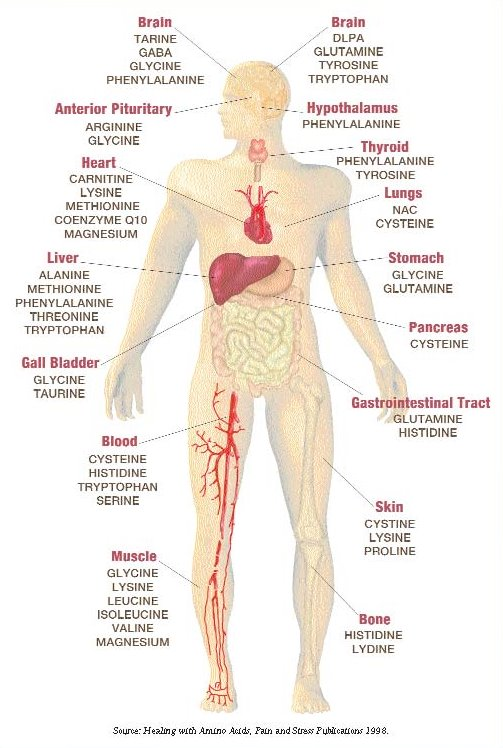 Brain
TARINE
GABA
GLYCINE
PHENYLALANINE
Brain
DLPA
GLUTAMINE
TYROSINE
TRYPTOPHAN
Anterior Pituritary
ARGININE
GLYCINE
Hypothalamus
PHENYLALANINE
Thyroid
PHENYLALANINE
TYROSINE
Heart
CARNITINE
LYSINE
METHIONINE
COENZYME Q10
MAGNESIUM
Lungs
NAC
CYSTEINE
Liver
ALANINE
METHIONINE
PHENYLALANINE
THREONINE
TRYPTOPHAN
Stomach
GLYCINE
GLUTAMINE
Pancreas
CYSTEINE
Gall Bladder
GLYCINE
TAURINE
Gastrointestinal Tract
GLUTAMINE
HISTIDINE
Blood
CYSTEINE
HISTIDINE
TRYPTOPHAN
SERINE
Skin
CYSTINE
LYSINE
PROLINE
Muscle
GLYCINE
LYSINE
LEUCINE
ISOLEUCINE
VALINE
MAGNESIUM
Bone
HISTIDINE
LYDINE
Source: Healing with Amino Acids, Pain and Stress Publications 1998.